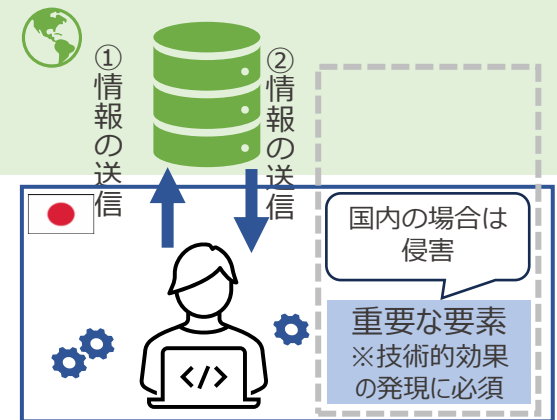 ①情報の送信
②情報の送信
国内の場合は
侵害
重要な要素
※技術的効果
の発現に必須
</>